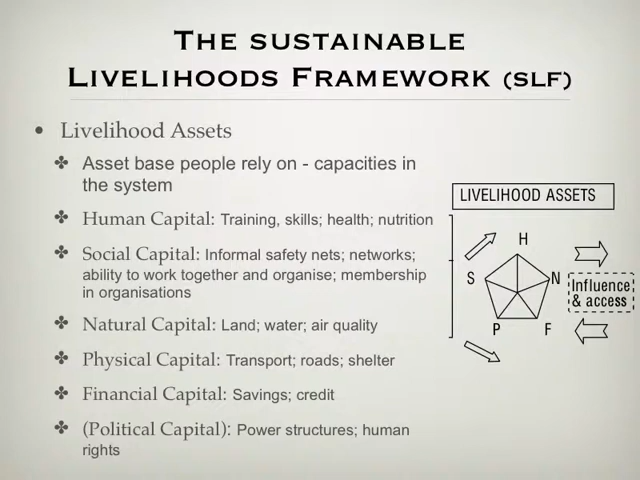 THE SUSTAINABLE
LIVELIHOODS FRAMEWORK (SLF)
• Livelihood Assets
✤ Asset base people rely on - capacities in
the system
✤ Human Capital: Training, skills; health; nutrition
✤ Social Capital: Informal safety nets; networks;
ability to work together and organise; membership
in organisations
✤ Natural Capital: Land; water; air quality
✤ Physical Capital: Transport; roads; shelter
✤ Financial Capital: Savings; credit
✤ (Political Capital): Power structures; human
rights
LIVELIHOOD ASSETS
H
S
N
P
F
Influence
& access